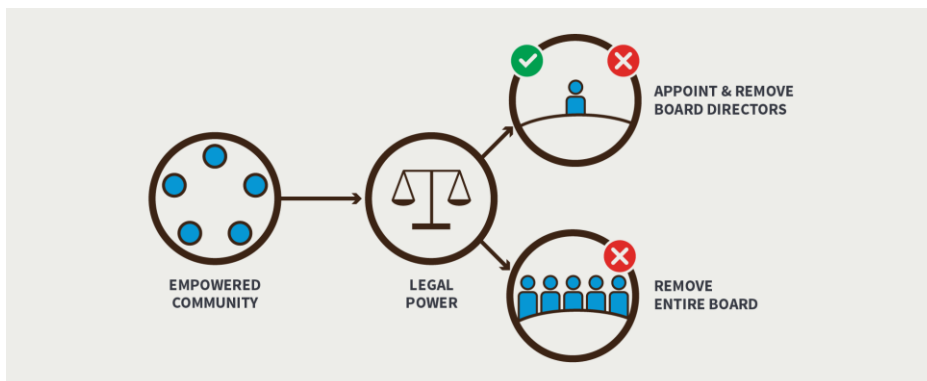 APPOINT & REMOVE
BOARD DIRECTORS
EMPOWERED
COMMUNITY
LEGAL
POWER
REMOVE
ENTIRE BOARD